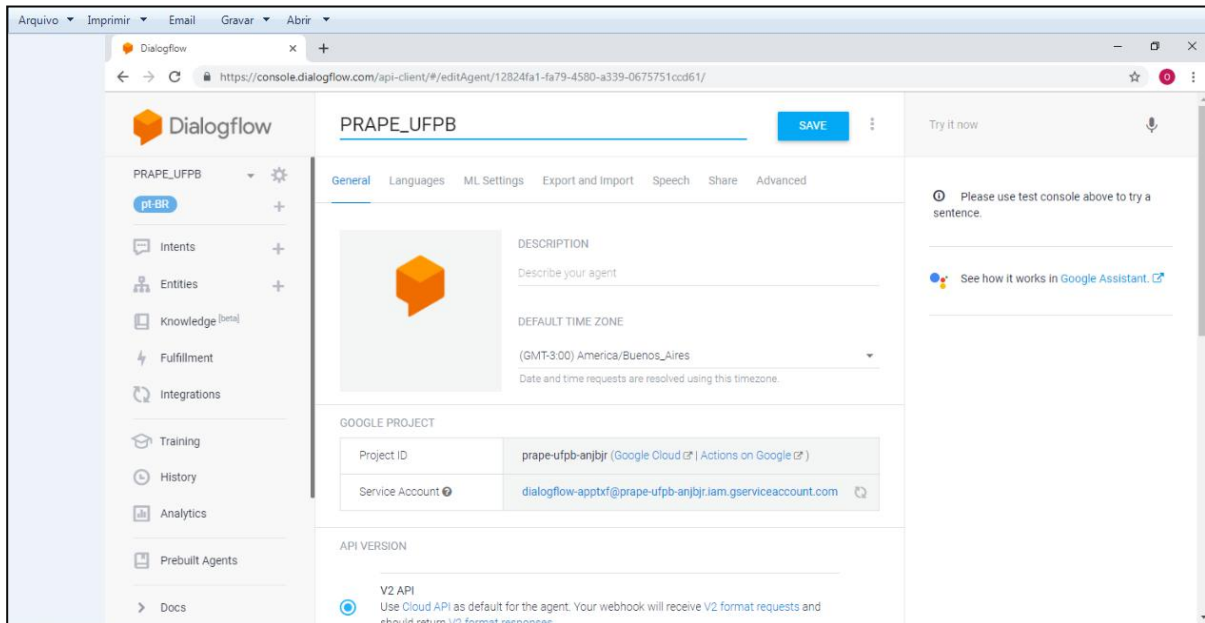 Arquivo Imprimir Email Gravar Abrir
Dialogflow
https://console.dialogflow.com/api-client/#/editAgent/12824fa1-fa79-4580-a339-0675751ccd61/
O
Dialogflow
PRAPE_UFPB
pt-BR
Intents
Entities
Knowledge [beta]
Fulfillment
Integrations
Training
History
Analytics
Prebuilt Agents
Docs
PRAPE_UFPB
SAVE
General Languages ML Settings Export and Import Speech Share Advanced
DESCRIPTION
Describe your agent
DEFAULT TIME ZONE
(GMT-3:00) America/Buenos_Aires
Date and time requests are resolved using this timezone.
GOOGLE PROJECT
Project ID prape-ufpb-anjbjr (Google Cloud | Actions on Google )
Service Account dialogflow-apptxf@prape-ufpb-anjbjr.iam.gserviceaccount.com
API VERSION
V2 API
Use Cloud API as default for the agent. Your webhook will receive V2 format requests and
should return V2 format responses.
Try it now
Please use test console above to try a
sentence.
See how it works in Google Assistant.